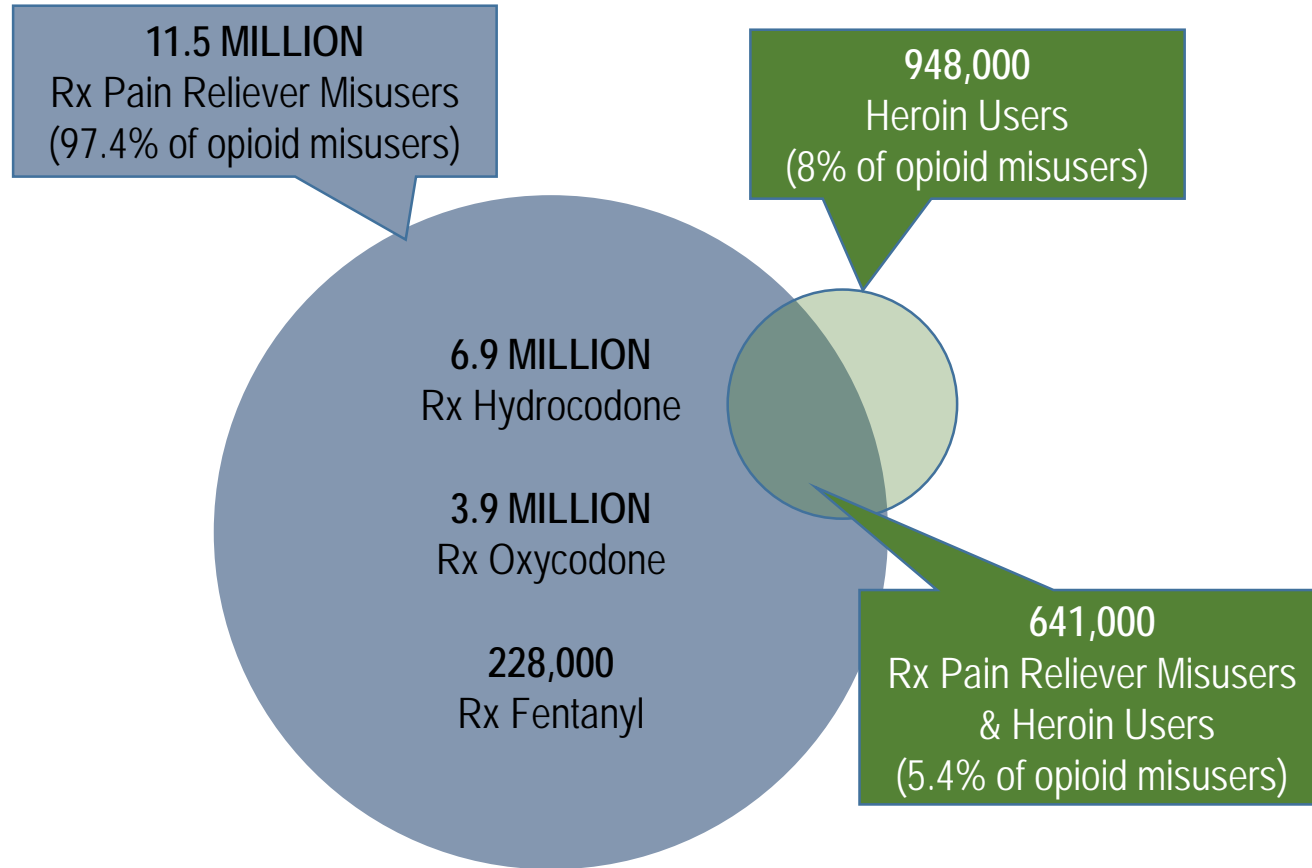 11.5 MILLION
Rx Pain Reliever Misusers
(97.4% of opioid misusers)
948,000
Heroin Users
(8% of opioid misusers)
6.9 MILLION
Rx Hydrocodone
3.9 MILLION
Rx Oxycodone
228,000
Rx Fentanyl
641,000
Rx Pain Reliever Misusers
& Heroin Users
(5.4% of opioid misusers)